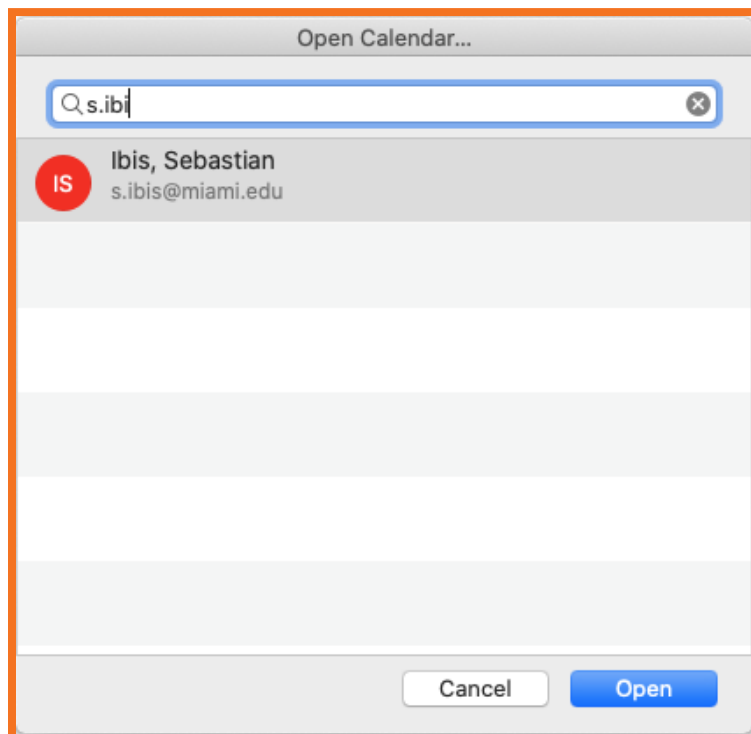 Open Calendar...
s.ibi
IS
Ibis, Sebastian
s.ibis@miami.edu
Cancel Open